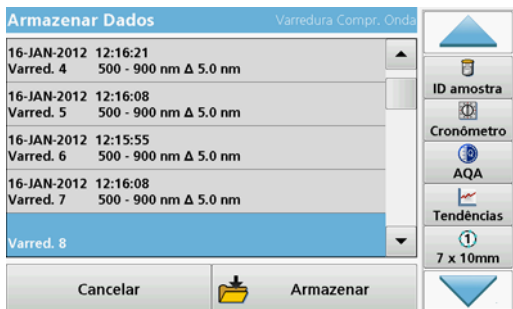 Armazenar Dados
Varredura Compr. Onda
16-JAN-2012 12:16:21
Varred. 4 500 - 900 nm Δ 5.0 nm
16-JAN-2012 12:16:08
Varred. 5 500 - 900 nm Δ 5.0 nm
16-JAN-2012 12:15:55
Varred. 6 500 - 900 nm Δ 5.0 nm
16-JAN-2012 12:16:08
Varred. 7 500 - 900 nm Δ 5.0 nm
Varred. 8
Cancelar
Armazenar
ID amostra
Cronômetro
AQA
Tendências
1
7 x 10mm